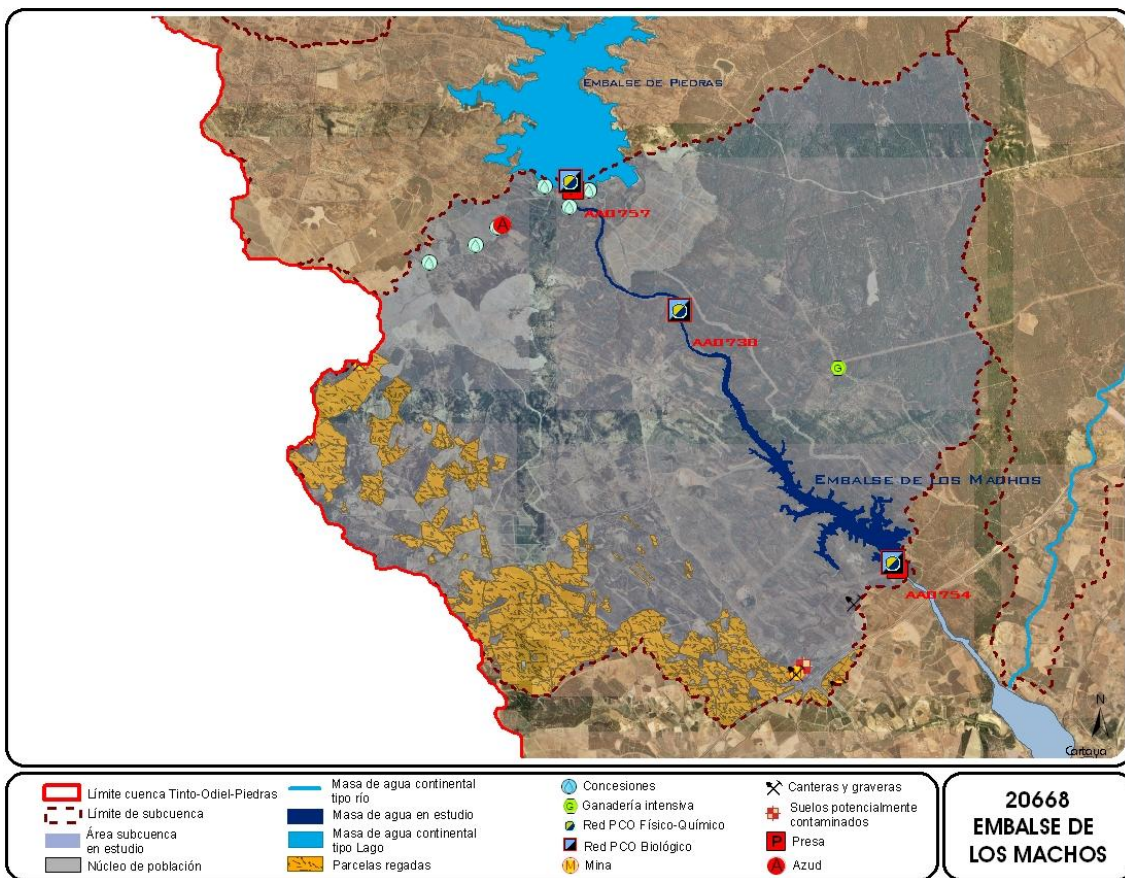 EMBALSE DE PIEDRAS
AA00757
AA00738
G
A
EMBALSE DE LOS MACHOS
AA00754
N
Cartaya
Límite cuenca Tinto-Odiel-Piedras
Límite de subcuenca
Área subcuenca
en estudio
Núcleo de población
Masa de agua continental
tipo río
Masa de agua en estudio
Masa de agua continental
tipo Lago
Parcelas regadas
Concesiones
G Ganadería intensiva
Red PCO Físico-Químico
Red PCO Biológico
M Mina
Canteras y graveras
Suelos potencialmente
contaminados
P Presa
A Azud
20668
EMBALSE DE
LOS MACHOS